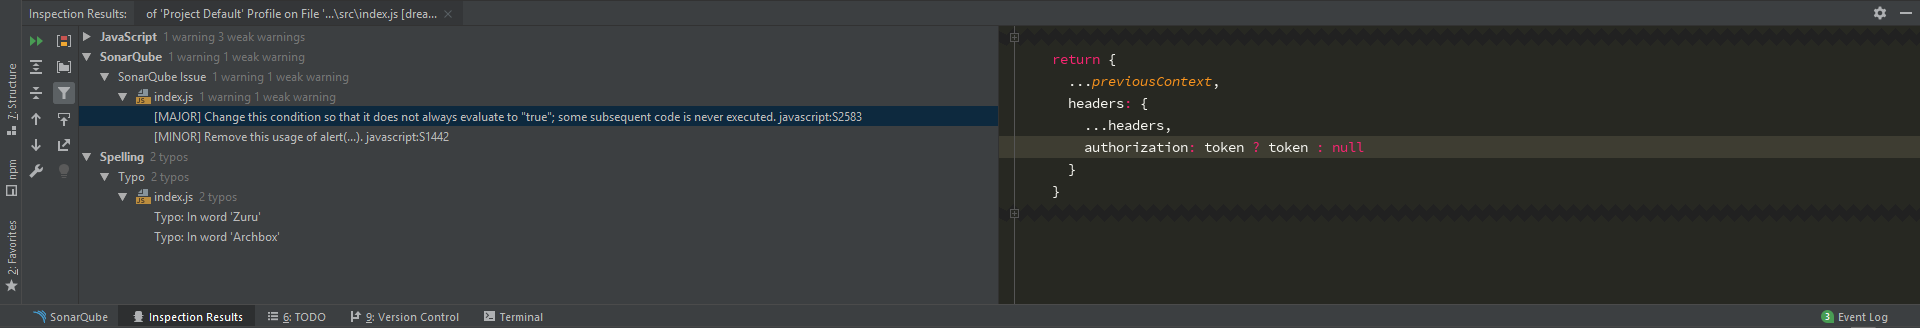 Inspection Results: of 'Project Default' Profile on File '...\src\index.js [drea...
7: Structure
npm
2: Favorites
JavaScript 1 warning 3 weak warnings
SonarQube 1 warning 1 weak warning
SonarQube Issue 1 warning 1 weak warning
index.js 1 warning 1 weak warning
[MAJOR] Change this condition so that it does not always evaluate to "true"; some subsequent code is never executed. javascript:S2583
[MINOR] Remove this usage of alert(...). javascript:S1442
Spelling 2 typos
Typo 2 typos
index.js 2 typos
Typo: In word 'Zuru'
Typo: In word 'Archbox'
return {
...previousContext,
headers: {
...headers,
authorization: token ? token : null
}
}
SonarQube Inspection Results 6: TODO 9: Version Control Terminal 3 Event Log